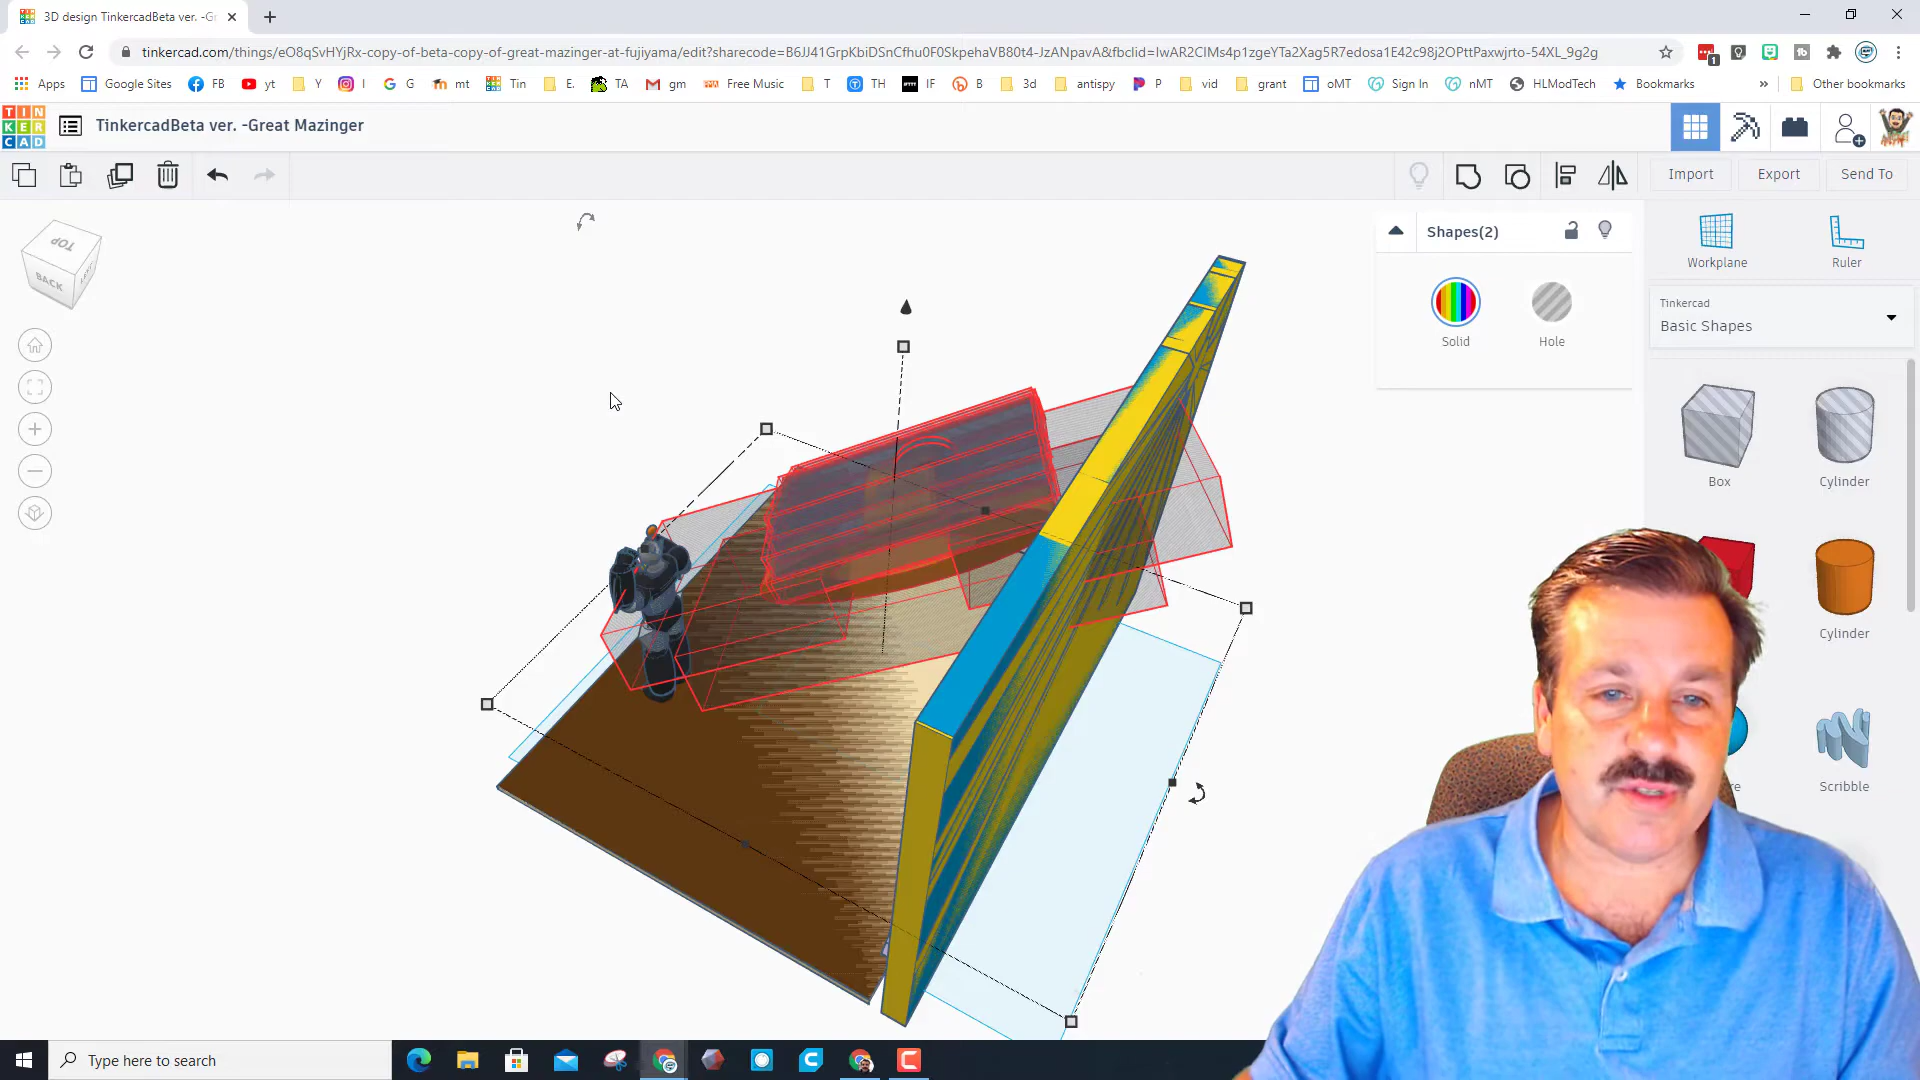 3D design TinkercadBeta ver. -Gr
tinkercad.com/things/eO8qSvHYjRx-copy-of-beta-copy-of-great-mazinger-at-fujiyama/edit?sharecode=B6JJ41GrpKbiDSnCfhu0F0SkpehaVB80t4-JzANpavA&fbclid=IwAR2CIMs4p1zgeYTa2Xag5R7edosa1E42c98j2OPttPaxwjrto-54XL_9g2g
Apps Google Sites FB yt Y I G mt Tin E. TA gm Free Music T TH IF B 3d antispy P vid grant oMT Sign In nMT HLModTech Bookmarks » Other bookmarks
TIN
KER
CAD
TinkercadBeta ver. -Great Mazinger
Import Export Send To
TOP
BACK
LEFT
Shapes(2)
Solid
Hole
Workplane
Ruler
Tinkercad
Basic Shapes
Box
Cylinder
Cylinder
re
Scribble
Type here to search